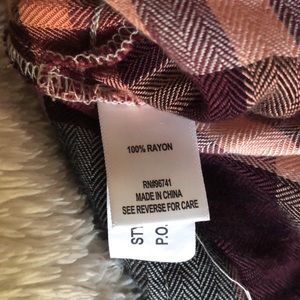 100% RAYON
RN#96741
MADE IN CHINA
SEE REVERSE FOR CARE
P.O.